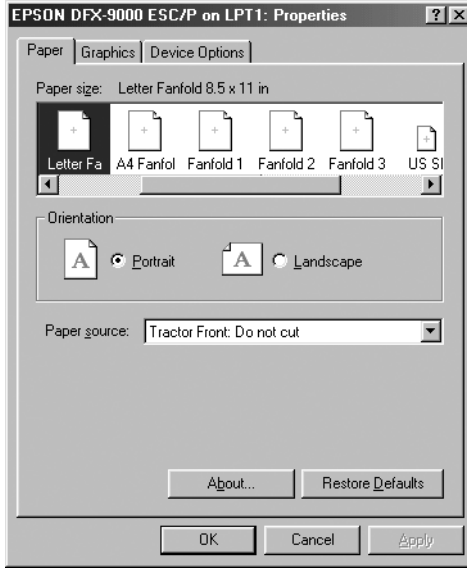 EPSON DFX-9000 ESC/P on LPT1: Properties
Paper Graphics Device Options
Paper size: Letter Fanfold 8.5 x 11 in
Letter Fa A4 Fanfol Fanfold 1 Fanfold 2 Fanfold 3 US SI
Orientation
A Portrait A Landscape
Paper source: Tractor Front: Do not cut
About... Restore Defaults
OK Cancel Apply